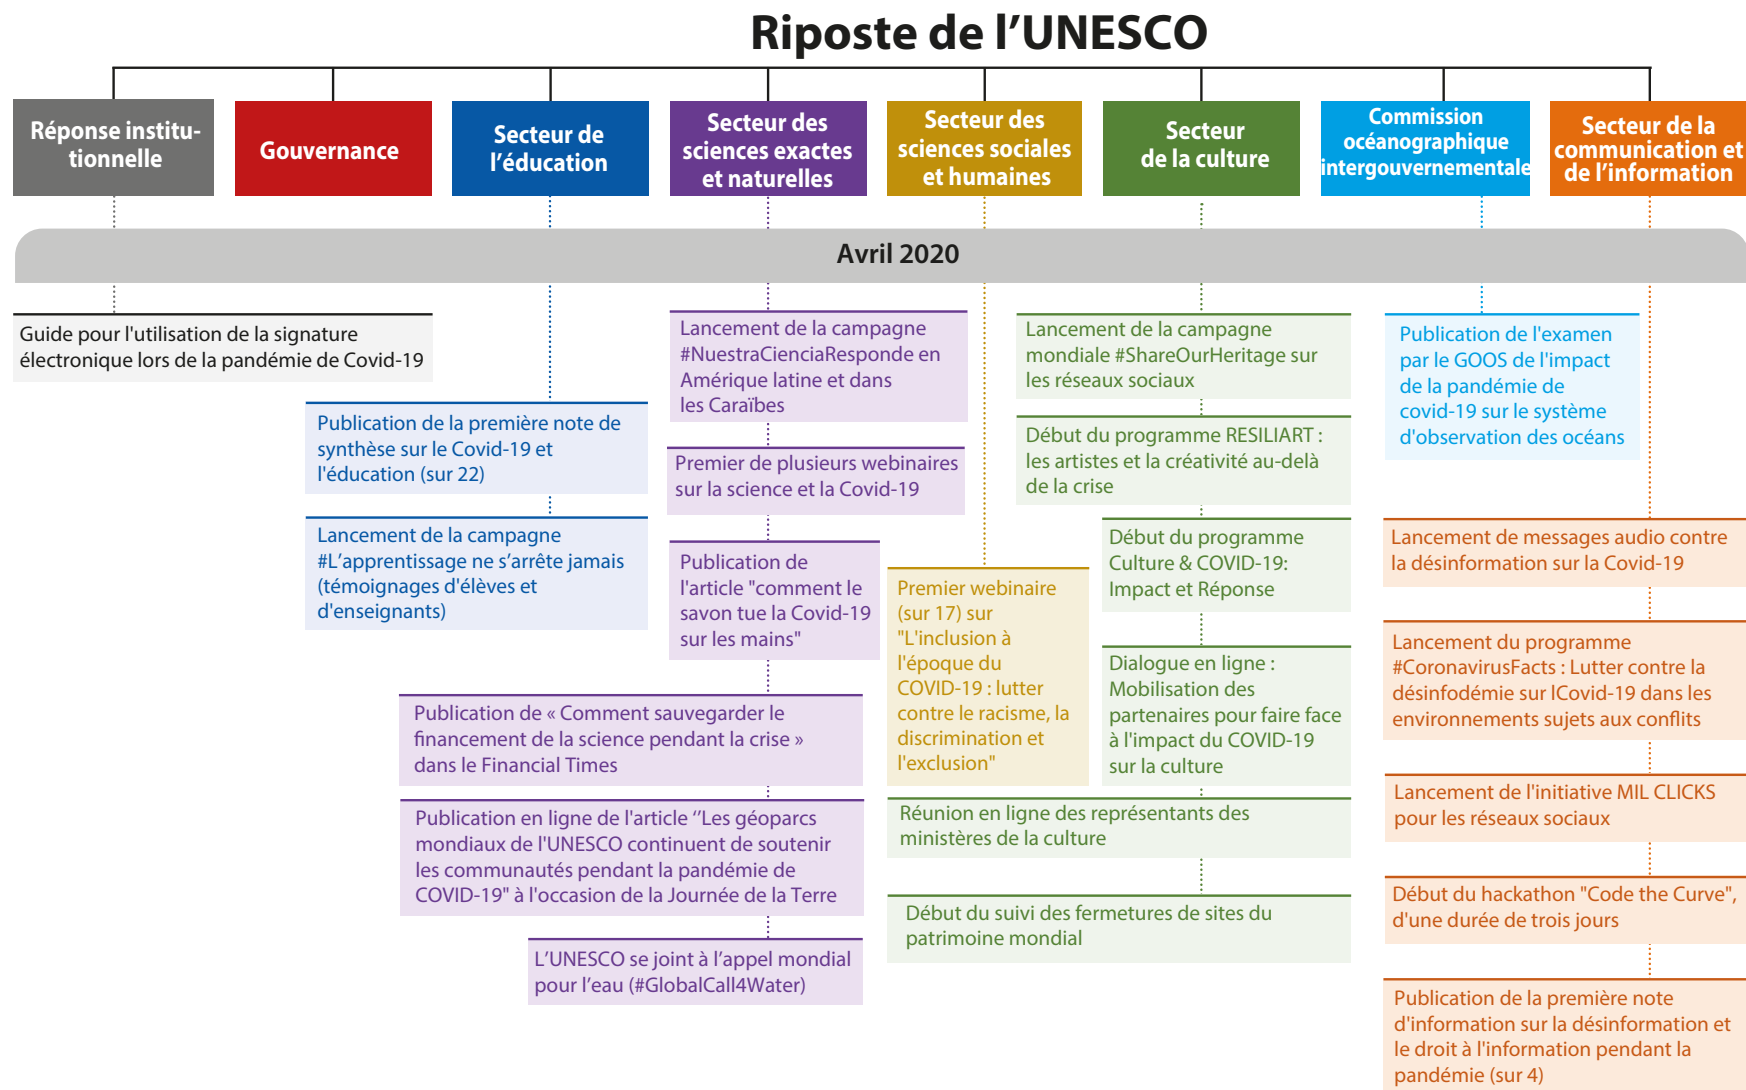 Riposte de l’UNESCO
Réponse institu-
tionnelle
Gouvernance
Secteur de
l’éducation
Secteur des
sciences exactes
et naturelles
Secteur des
sciences sociales
et humaines
Secteur
de la culture
Commission
océanographique
intergouvernementale
Secteur de la
communication et
de l’information
Avril 2020
Guide pour l'utilisation de la signature
électronique lors de la pandémie de Covid-19
Publication de la première note de
synthèse sur le Covid-19 et
l'éducation (sur 22)
Lancement de la campagne
#L’apprentissage ne s’arrête jamais
(témoignages d'élèves et
d'enseignants)
Lancement de la campagne
#NuestraCienciaResponde en
Amérique latine et dans
les Caraïbes
Premier de plusieurs webinaires
sur la science et la Covid-19
Publication de
l'article "comment le
savon tue la Covid-19
sur les mains"
Publication de « Comment sauvegarder le
financement de la science pendant la crise »
dans le Financial Times
Publication en ligne de l'article ‘’Les géoparcs
mondiaux de l'UNESCO continuent de soutenir
les communautés pendant la pandémie de
COVID-19" à l'occasion de la Journée de la Terre
L’UNESCO se joint à l’appel mondial
pour l’eau (#GlobalCall4Water)
Premier webinaire
(sur 17) sur
"L'inclusion à
l'époque du
COVID-19 : lutter
contre le racisme, la
discrimination et
l'exclusion"
Lancement de la campagne
mondiale #ShareOurHeritage sur
les réseaux sociaux
Début du programme RESILIART :
les artistes et la créativité au-delà
de la crise
Début du programme
Culture & COVID-19:
Impact et Réponse
Dialogue en ligne :
Mobilisation des
partenaires pour faire face
à l'impact du COVID-19
sur la culture
Réunion en ligne des représentants des
ministères de la culture
Début du suivi des fermetures de sites du
patrimoine mondial
Publication de l'examen
par le GOOS de l'impact
de la pandémie de
covid-19 sur le système
d'observation des océans
Lancement de messages audio contre
la désinformation sur la Covid-19
Lancement du programme
#CoronavirusFacts : Lutter contre la
désinfodémie sur lCovid-19 dans les
environnements sujets aux conflits
Lancement de l'initiative MIL CLICKS
pour les réseaux sociaux
Début du hackathon "Code the Curve",
d'une durée de trois jours
Publication de la première note
d'information sur la désinformation et
le droit à l'information pendant la
pandémie (sur 4)